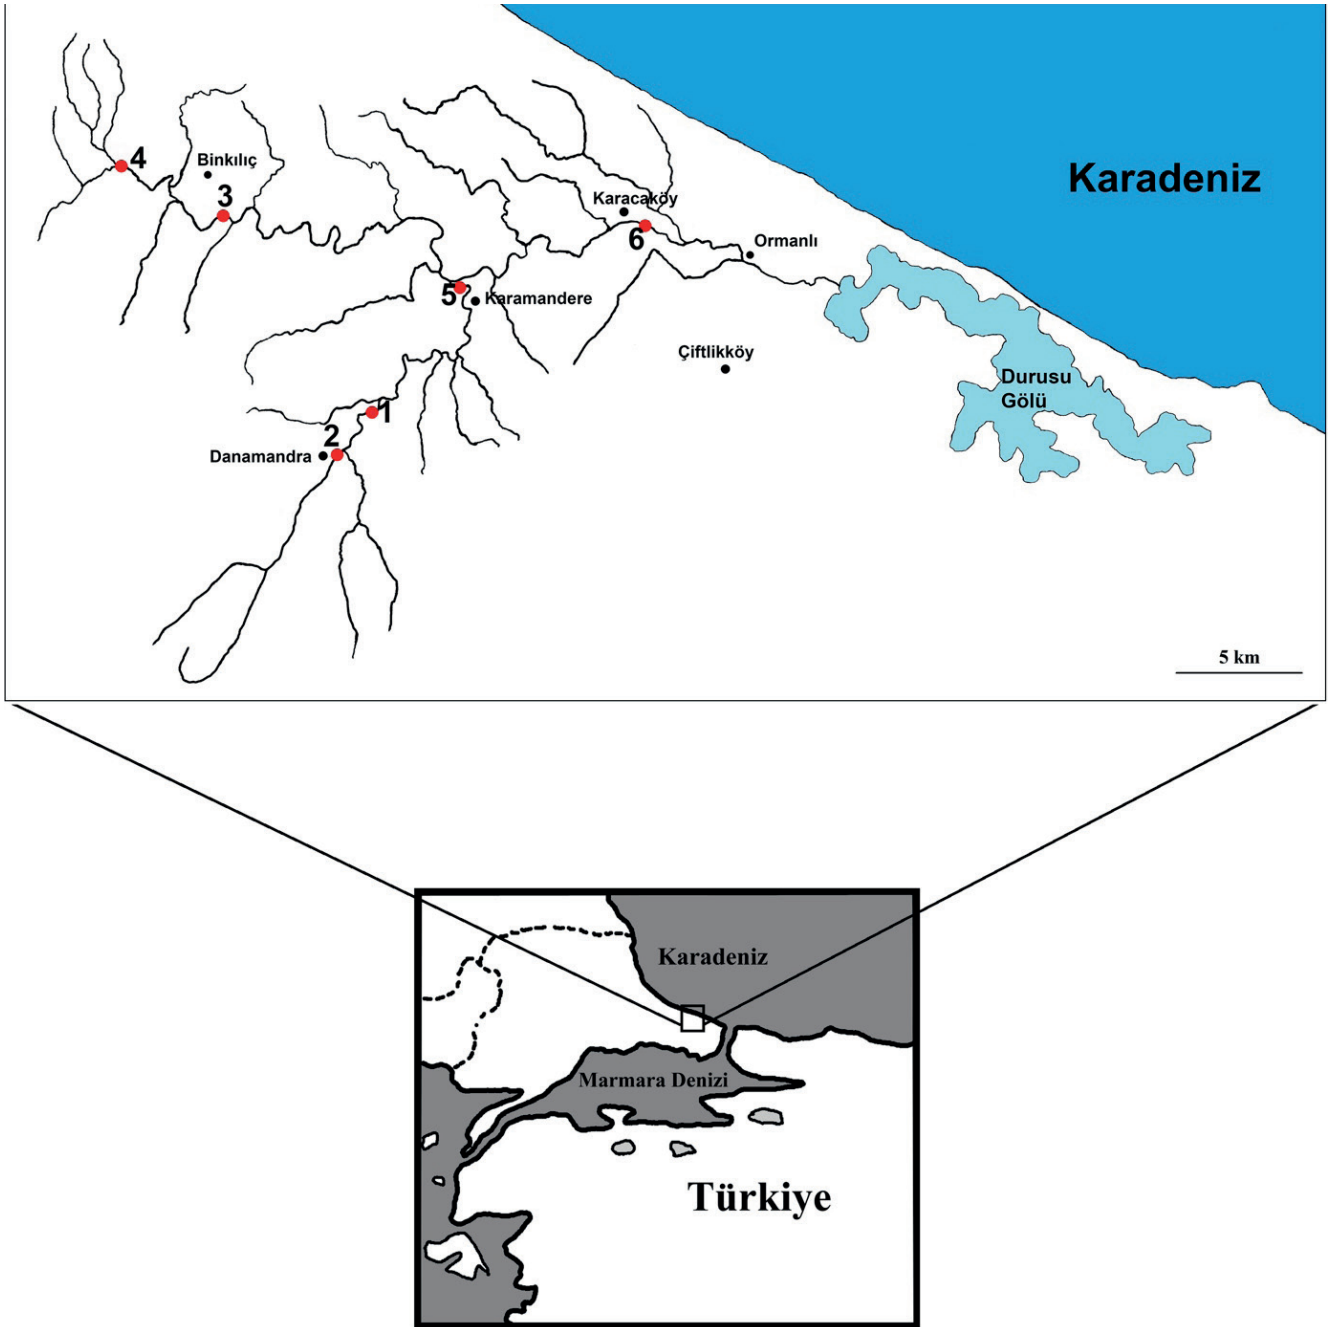 Karadeniz
4
Binkılıç
3
Karacaköy
6
Ormanlı
5
Karamandere
Çiftlikköy
Durusu
Gölü
1
2
Danamandra
5 km
Karadeniz
Marmara Denizi
Türkiye